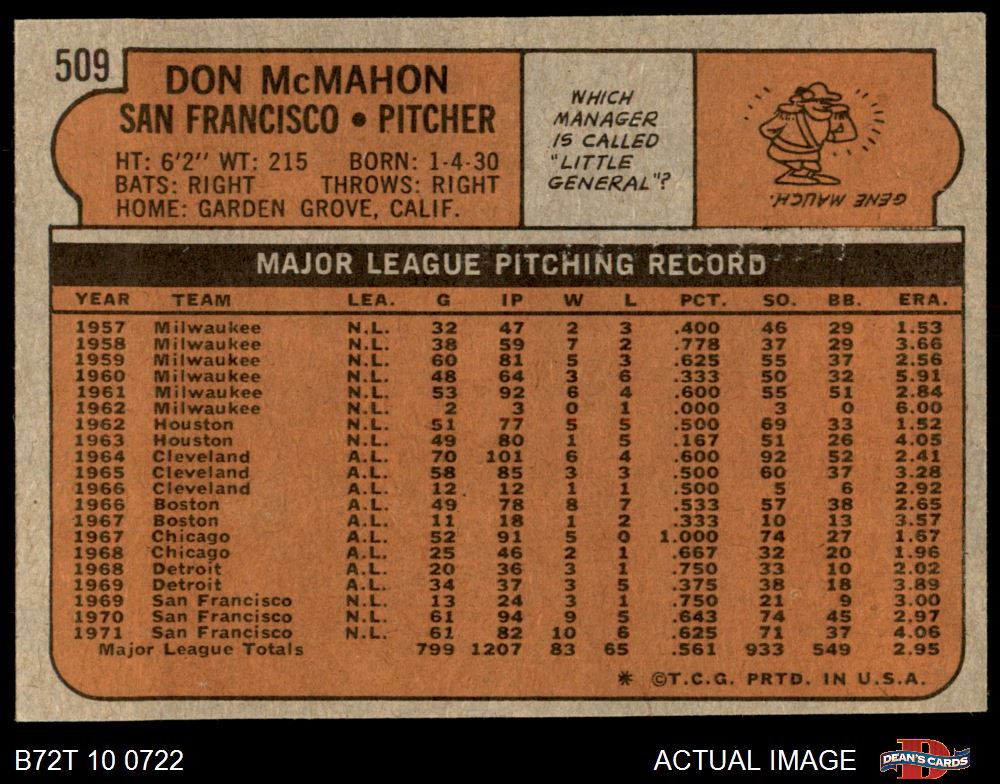 509
DON McMAHON
SAN FRANCISCO • PITCHER
HT: 6'2" WT: 215 BORN: 1-4-30
BATS: RIGHT THROWS: RIGHT
HOME: GARDEN GROVE, CALIF.
WHICH
MANAGER
IS CALLED
"LITTLE
GENERAL"?
GENE MAUCH.
MAJOR LEAGUE PITCHING RECORD
YEAR TEAM LEA. G IP W L PCT. SO. BB. ERA.
1957 Milwaukee N.L. 32 47 2 3 .400 46 29 1.53
1958 Milwaukee N.L. 38 59 7 2 .778 37 29 3.66
1959 Milwaukee N.L. 60 81 5 3 .625 55 37 2.56
1960 Milwaukee N.L. 48 64 3 6 .333 50 32 5.91
1961 Milwaukee N.L. 53 92 6 4 .600 55 51 2.84
1962 Milwaukee N.L. 2 3 0 1 .000 3 0 6.00
1962 Houston N.L. 51 77 5 5 .500 69 33 1.52
1963 Houston N.L. 49 80 1 5 .167 51 26 4.05
1964 Cleveland A.L. 70 101 6 4 .600 92 52 2.41
1965 Cleveland A.L. 58 85 3 3 .500 60 37 3.28
1966 Cleveland A.L. 12 12 1 1 .500 5 6 2.92
1966 Boston A.L. 49 78 8 7 .533 57 38 2.65
1967 Boston A.L. 11 18 1 2 .333 10 13 3.57
1967 Chicago A.L. 52 91 5 0 1.000 74 27 1.67
1968 Chicago A.L. 25 46 2 1 .667 32 20 1.96
1968 Detroit A.L. 20 36 3 1 .750 33 10 2.02
1969 Detroit A.L. 34 37 3 5 .375 38 18 3.89
1969 San Francisco N.L. 13 24 3 1 .750 21 9 3.00
1970 San Francisco N.L. 61 94 9 5 .643 74 45 2.97
1971 San Francisco N.L. 61 82 10 6 .625 71 37 4.06
Major League Totals 799 1207 83 65 .561 933 549 2.95
* ©T.C.G. PRTD. IN U.S.A.
B72T 10 0722 ACTUAL IMAGE D DEAN'S CARDS